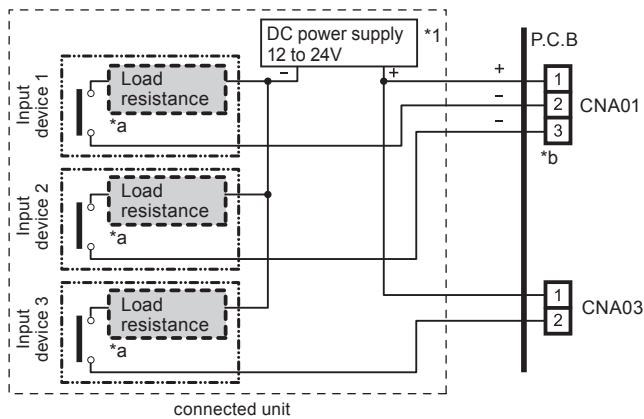 DC power supply
12 to 24V
*1
P.C.B
Input
device 1
Load
resistance
*a
–
+
+
–
–
1
2
3
CNA01
*b
Input
device 2
Load
resistance
*a
Input
device 3
Load
resistance
*a
1
2
CNA03
connected unit